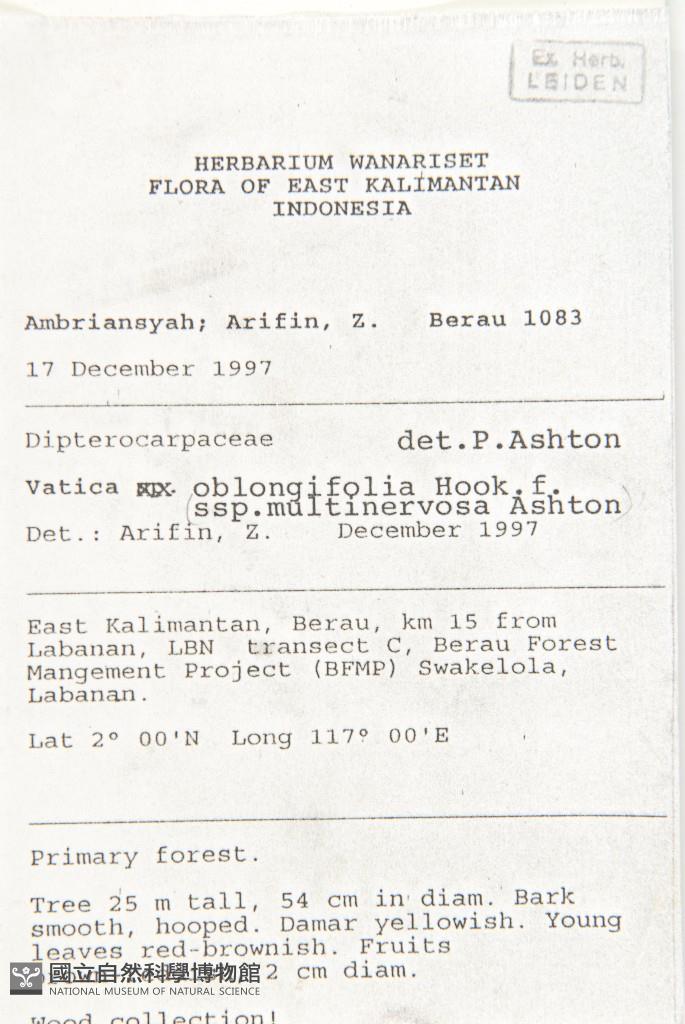 Ex. Herb.
LEIDEN
HERBARIUM WANARISET
FLORA OF EAST KALIMANTAN
INDONESIA
Ambriansyah; Arifin, Z. Berau 1083
17 December 1997
Dipterocarpaceae det.P.Ashton
Vatica oblongifolia Hook.f.
ssp.multinervosa Ashton
Det.: Arifin, Z. December 1997
East Kalimantan, Berau, km 15 from
Labanan, LBN transect C, Berau Forest
Mangement Project (BFMP) Swakelola,
Labanan.
Lat 2° 00'N Long 117° 00'E
Primary forest.
Tree 25 m tall, 54 cm in diam. Bark
smooth, hooped. Damar yellowish. Young
leaves red-brownish. Fruits
2 cm diam.
國立自然科學博物館
NATIONAL MUSEUM OF NATURAL SCIENCE
Wood collection!